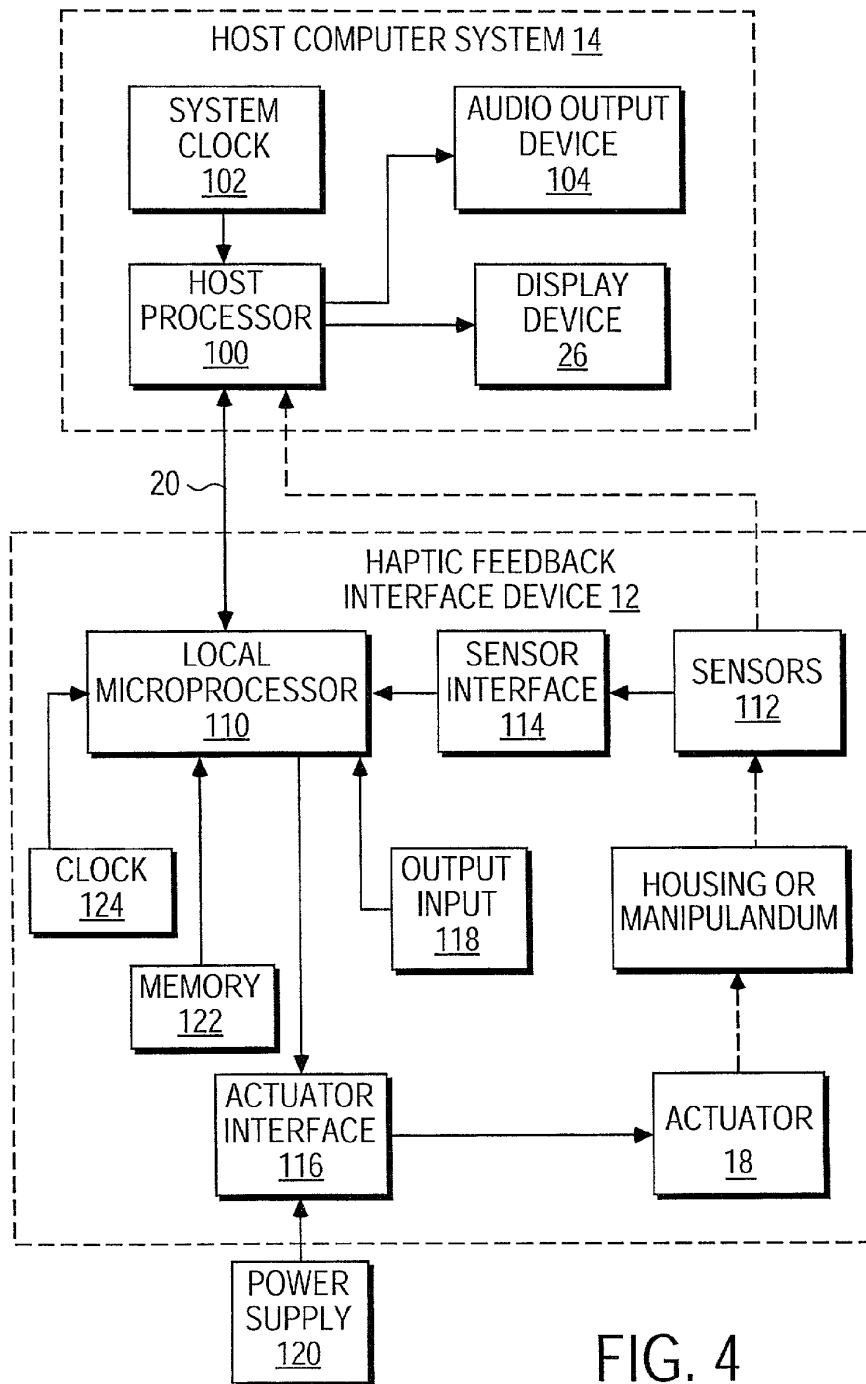 HOST COMPUTER SYSTEM 14
SYSTEM
CLOCK
102
AUDIO OUTPUT
DEVICE
104
HOST
PROCESSOR
100
DISPLAY
DEVICE
26
20
HAPTIC FEEDBACK
INTERFACE DEVICE 12
LOCAL
MICROPROCESSOR
110
SENSOR
INTERFACE
114
SENSORS
112
CLOCK
124
OUTPUT
INPUT
118
HOUSING OR
MANIPULANDUM
MEMORY
122
ACTUATOR
INTERFACE
116
ACTUATOR
18
POWER
SUPPLY
120
FIG. 4